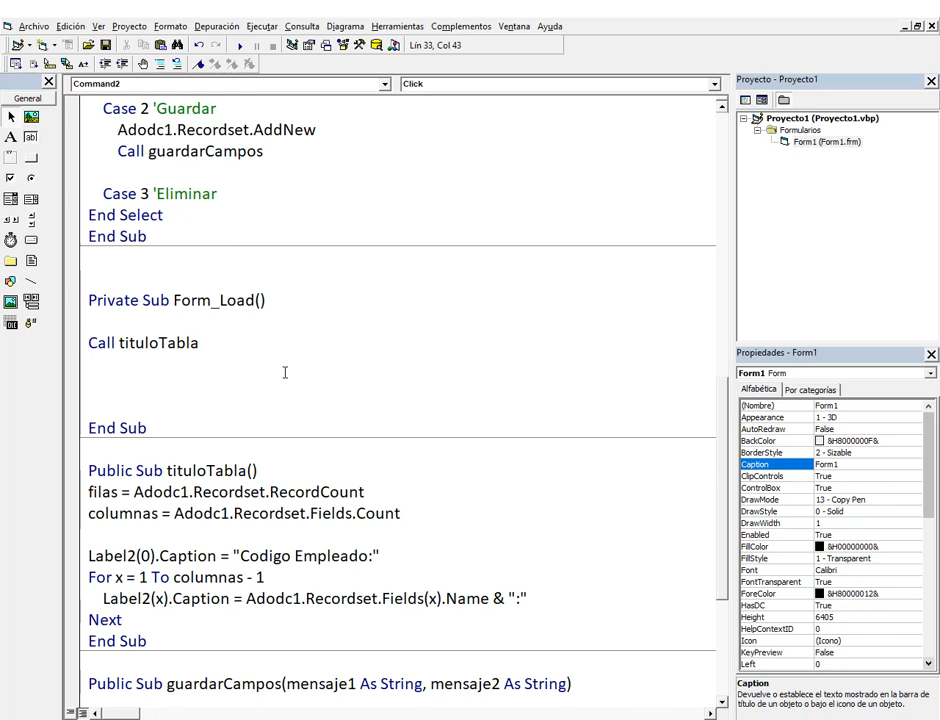 Archivo Edición Ver Proyecto Formato Depuración Ejecutar Consulta Diagrama Herramientas Complementos Ventana Ayuda
Lín 33, Col 43
General
Command2 Click
Case 2 'Guardar
Adodc1.Recordset.AddNew
Call guardarCampos
Case 3 'Eliminar
End Select
End Sub
Private Sub Form_Load()
Call tituloTabla
End Sub
Public Sub tituloTabla()
filas = Adodc1.Recordset.RecordCount
columnas = Adodc1.Recordset.Fields.Count
Label2(0).Caption = "Codigo Empleado:"
For x = 1 To columnas - 1
Label2(x).Caption = Adodc1.Recordset.Fields(x).Name & ":"
Next
End Sub
Public Sub guardarCampos(mensaje1 As String, mensaje2 As String)
Proyecto - Proyecto1
Proyecto1 (Proyecto1.vbp)
Formularios
Form1 (Form1.frm)
Propiedades - Form1
Form1 Form
Alfabética Por categorías
(Nombre) Form1
Appearance 1 - 3D
AutoRedraw False
BackColor &H8000000F&
BorderStyle 2 - Sizable
Caption Form1
ClipControls True
ControlBox True
DrawMode 13 - Copy Pen
DrawStyle 0 - Solid
DrawWidth 1
Enabled True
FillColor &H00000000&
FillStyle 1 - Transparent
Font Calibri
FontTransparent True
ForeColor &H80000012&
HasDC True
Height 6405
HelpContextID 0
Icon (Icono)
KeyPreview False
Left 0
Caption
Devuelve o establece el texto mostrado en la barra de
título de un objeto o bajo el icono de un objeto.